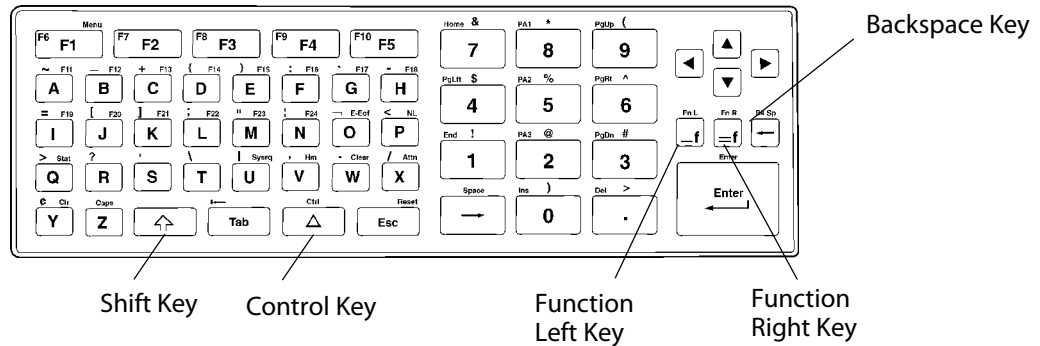 Menu
F6 F1 F7 F2 F8 F3 F9 F4 F10 F5
~ F11 _ F12 + F13 { F14 } F15 : F16 ` F17 - F18
A B C D E F G H
= F19 [ F20 ] F21 ; F22 " F23 ¦ F24 ¬ E-Eof < NL
I J K L M N O P
> Stat ? ' \ | Sysrq , Hm . Clear / Attn
Q R S T U V W X
¢ Clr Caps Ctrl Reset
Y Z Tab Esc
Home & PA1 * PgUp (
7 8 9
PgLft $ PA2 % PgRt ^
4 5 6
End ! PA3 @ PgDn #
1 2 3
Space Ins ) Del >
0 .
Fn L Fn R Bk Sp
_f =f
Enter
Enter
Backspace Key
Shift Key
Control Key
Function
Left Key
Function
Right Key